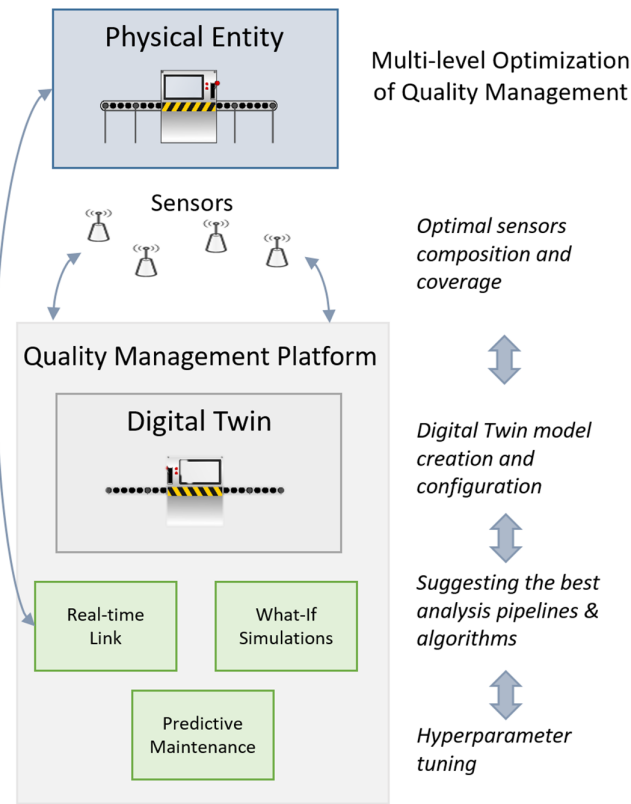 Physical Entity
Multi-level Optimization
of Quality Management
Sensors
Optimal sensors
composition and
coverage
Quality Management Platform
Digital Twin
Digital Twin model
creation and
configuration
Real-time
Link
What-If
Simulations
Suggesting the best
analysis pipelines &
algorithms
Predictive
Maintenance
Hyperparameter
tuning